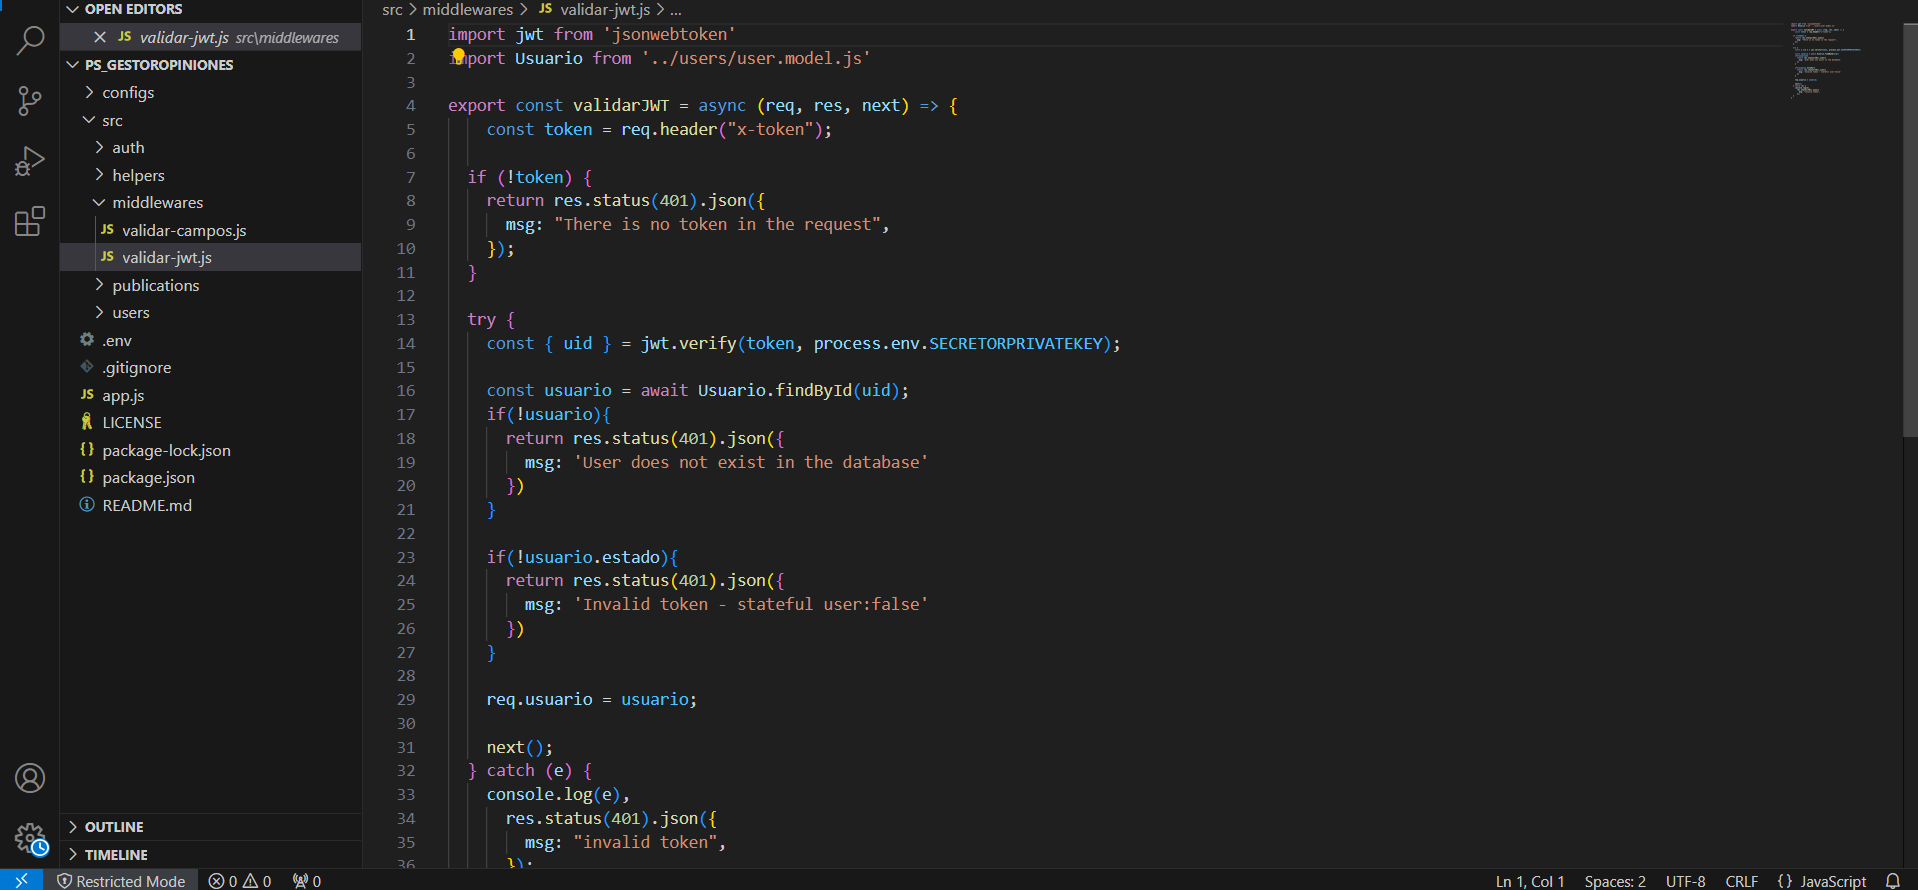 OPEN EDITORS
JS validar-jwt.js src\middlewares
PS_GESTOROPINIONES
configs
src
auth
helpers
middlewares
JS validar-campos.js
JS validar-jwt.js
publications
users
.env
.gitignore
JS app.js
LICENSE
{} package-lock.json
{} package.json
README.md
OUTLINE
TIMELINE
src > middlewares > JS validar-jwt.js > ...
1 import jwt from 'jsonwebtoken'
2 import Usuario from '../users/user.model.js'
3
4 export const validarJWT = async (req, res, next) => {
5 const token = req.header("x-token");
6
7 if (!token) {
8 return res.status(401).json({
9 msg: "There is no token in the request",
10 });
11 }
12
13 try {
14 const { uid } = jwt.verify(token, process.env.SECRETORPRIVATEKEY);
15
16 const usuario = await Usuario.findById(uid);
17 if(!usuario){
18 return res.status(401).json({
19 msg: 'User does not exist in the database'
20 })
21 }
22
23 if(!usuario.estado){
24 return res.status(401).json({
25 msg: 'Invalid token - stateful user:false'
26 })
27 }
28
29 req.usuario = usuario;
30
31 next();
32 } catch (e) {
33 console.log(e),
34 res.status(401).json({
35 msg: "invalid token",
36 });
Restricted Mode 0 0 0 Ln 1, Col 1 Spaces: 2 UTF-8 CRLF {} JavaScript